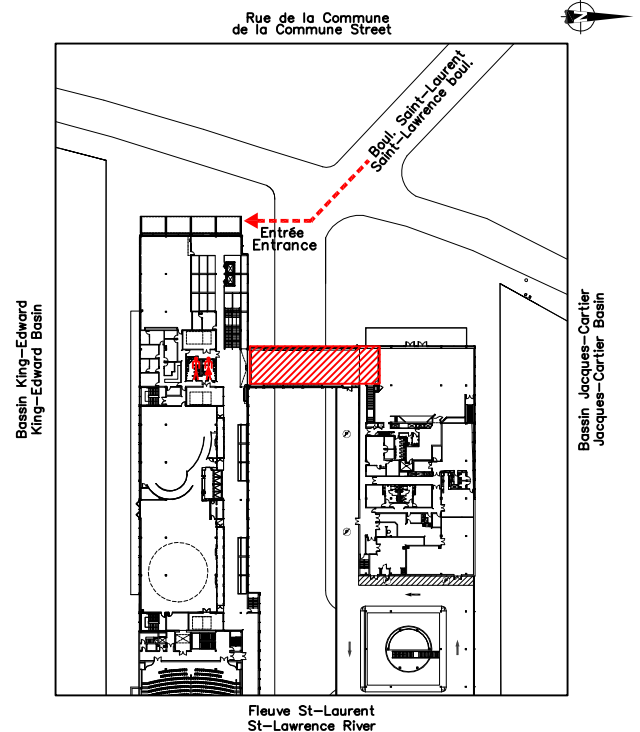 Rue de la Commune
de la Commune Street
N
Boul. Saint-Laurent
Saint-Lawrence boul.
Entrée
Entrance
Bassin King-Edward
King-Edward Basin
Bassin Jacques-Cartier
Jacques-Cartier Basin
Fleuve St-Laurent
St-Lawrence River